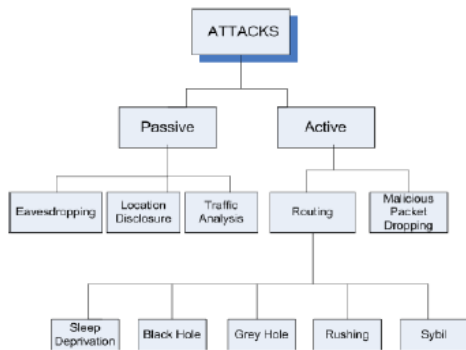 ATTACKS
Passive
Active
Eavesdropping
Location
Disclosure
Traffic
Analysis
Routing
Malicious
Packet
Dropping
Sleep
Deprivation
Black Hole
Grey Hole
Rushing
Sybil